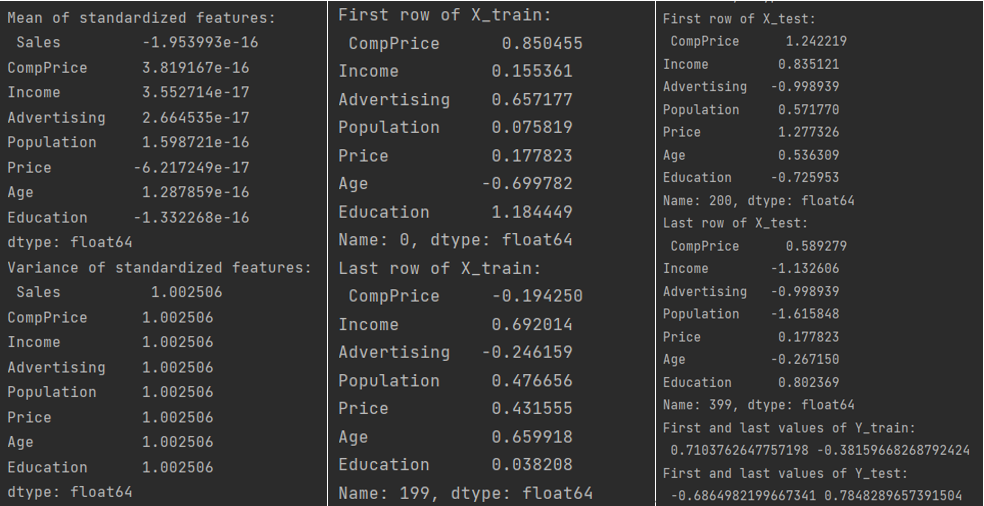 Mean of standardized features:
Sales -1.953993e-16
CompPrice 3.819167e-16
Income 3.552714e-17
Advertising 2.664535e-17
Population 1.598721e-16
Price -6.217249e-17
Age 1.287859e-16
Education -1.332268e-16
dtype: float64
Variance of standardized features:
Sales 1.002506
CompPrice 1.002506
Income 1.002506
Advertising 1.002506
Population 1.002506
Price 1.002506
Age 1.002506
Education 1.002506
dtype: float64
First row of X_train:
CompPrice 0.850455
Income 0.155361
Advertising 0.657177
Population 0.075819
Price 0.177823
Age -0.699782
Education 1.184449
Name: 0, dtype: float64
Last row of X_train:
CompPrice -0.194250
Income 0.692014
Advertising -0.246159
Population 0.476656
Price 0.431555
Age 0.659918
Education 0.038208
Name: 199, dtype: float64
First row of X_test:
CompPrice 1.242219
Income 0.835121
Advertising -0.998939
Population 0.571770
Price 1.277326
Age 0.536309
Education -0.725953
Name: 200, dtype: float64
Last row of X_test:
CompPrice 0.589279
Income -1.132606
Advertising -0.998939
Population -1.615848
Price 0.177823
Age -0.267150
Education 0.802369
Name: 399, dtype: float64
First and last values of Y_train:
0.7103762647757198 -0.38159668268792424
First and last values of Y_test:
-0.6864982199667341 0.7848289657391504